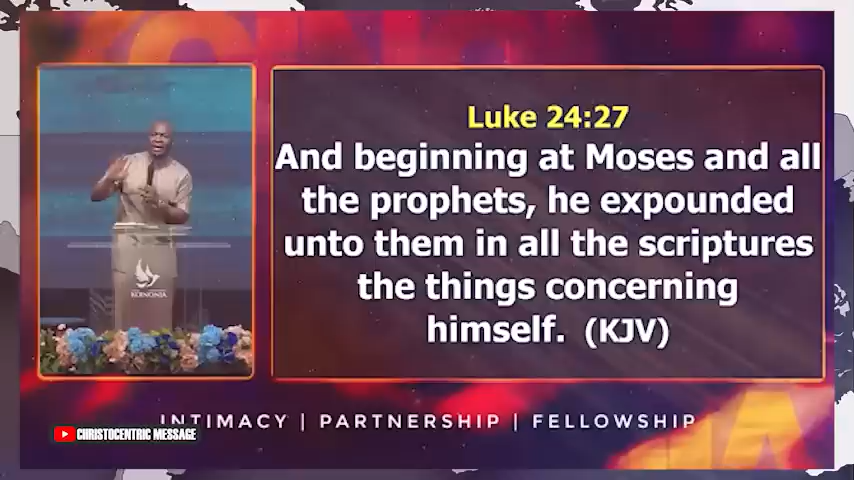 Luke 24:27
And beginning at Moses and all
the prophets, he expounded
unto them in all the scriptures
the things concerning
himself. (KJV)
KOINONIA
INTIMACY | PARTNERSHIP | FELLOWSHIP
CHRISTOCENTRIC MESSAGE